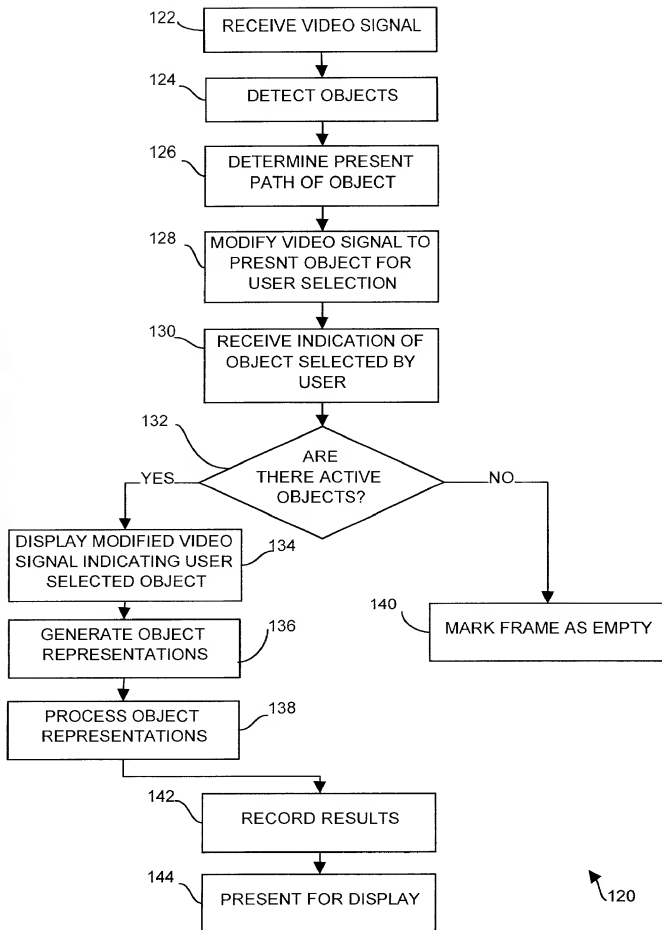 122
RECEIVE VIDEO SIGNAL
124
DETECT OBJECTS
126
DETERMINE PRESENT
PATH OF OBJECT
128
MODIFY VIDEO SIGNAL TO
PRESNT OBJECT FOR
USER SELECTION
130
RECEIVE INDICATION OF
OBJECT SELECTED BY
USER
132
ARE
THERE ACTIVE
OBJECTS?
YES
NO
DISPLAY MODIFIED VIDEO
SIGNAL INDICATING USER
SELECTED OBJECT
134
GENERATE OBJECT
REPRESENTATIONS
136
140
MARK FRAME AS EMPTY
PROCESS OBJECT
REPRESENTATIONS
138
142
RECORD RESULTS
144
PRESENT FOR DISPLAY
120